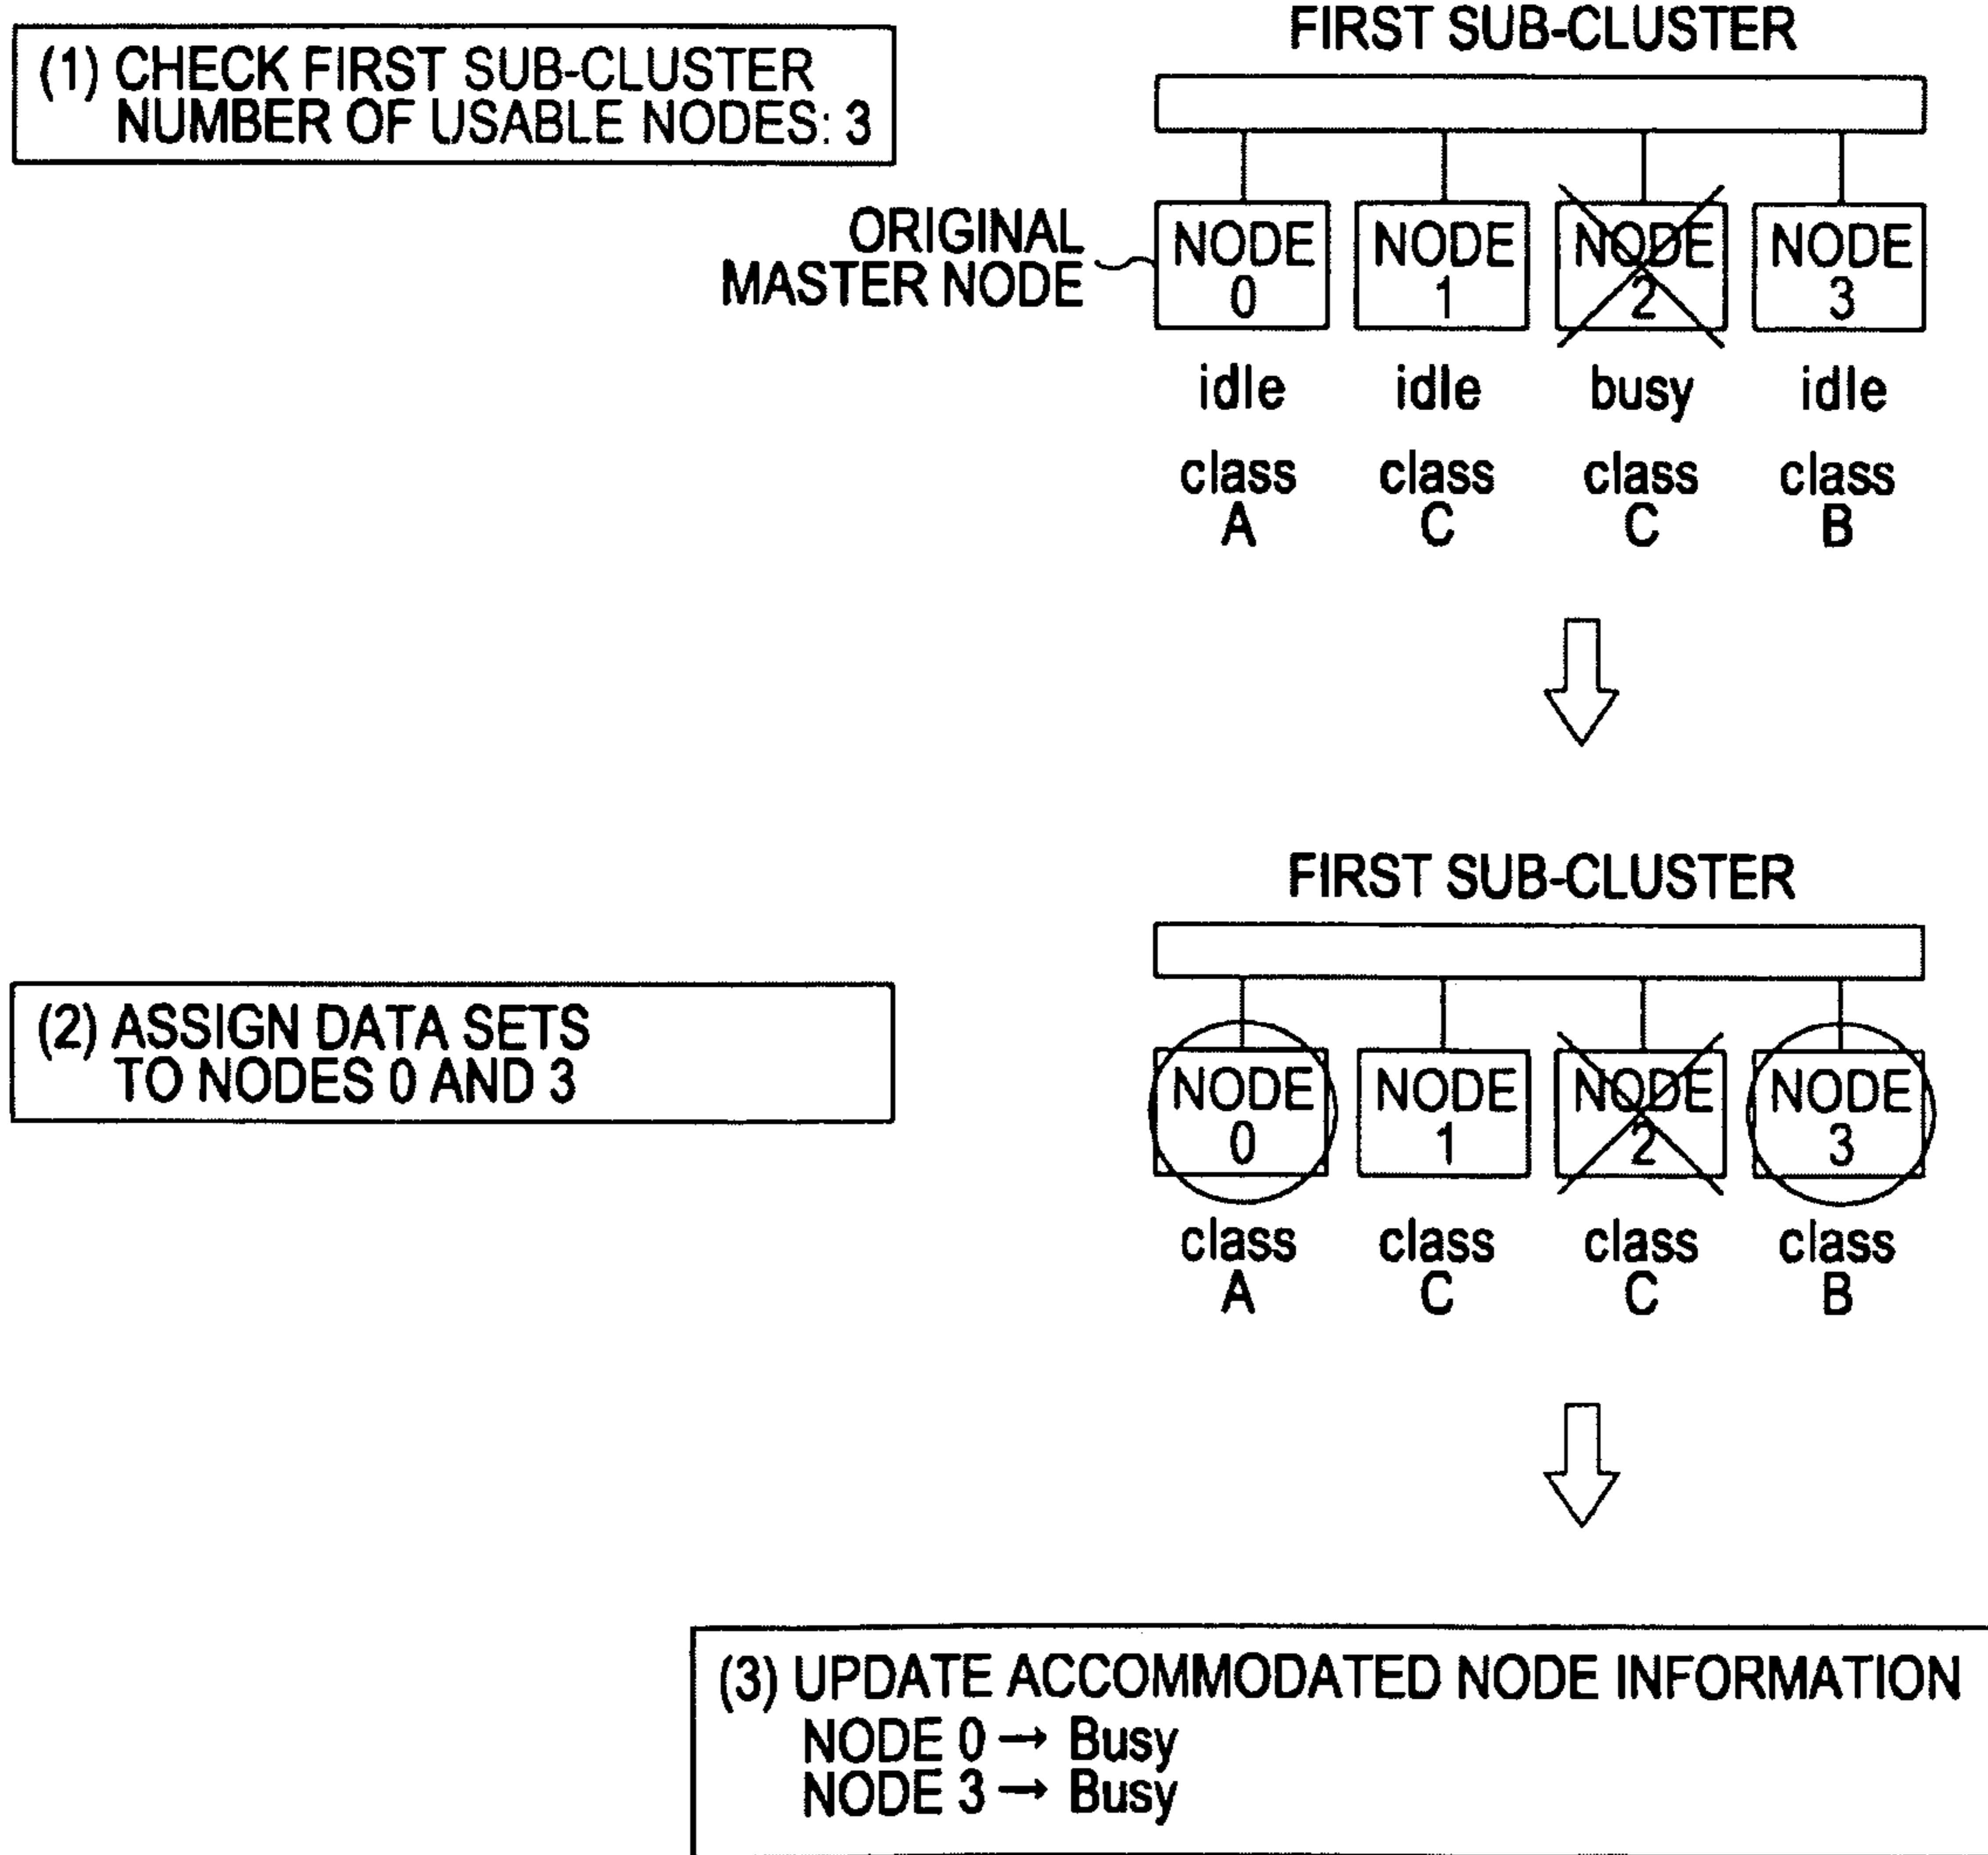 (1) CHECK FIRST SUB-CLUSTER
NUMBER OF USABLE NODES: 3
FIRST SUB-CLUSTER
ORIGINAL
MASTER NODE
NODE
0
NODE
1
NODE
2
NODE
3
idle
idle
busy
idle
class
A
class
C
class
C
class
B
FIRST SUB-CLUSTER
(2) ASSIGN DATA SETS
TO NODES 0 AND 3
NODE
0
NODE
1
NODE
2
NODE
3
class
A
class
C
class
C
class
B
(3) UPDATE ACCOMMODATED NODE INFORMATION
NODE 0 → Busy
NODE 3 → Busy